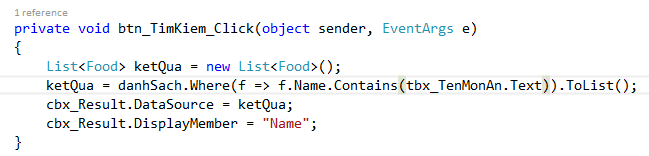 1 reference
private void btn_TimKiem_Click(object sender, EventArgs e)
{
    List<Food> ketQua = new List<Food>();
    ketQua = danhSach.Where(f => f.Name.Contains(tbx_TenMonAn.Text)).ToList();
    cbx_Result.DataSource = ketQua;
    cbx_Result.DisplayMember = "Name";
}